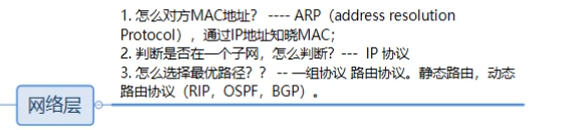 1. 怎么对方MAC地址？ ---- ARP（address resolution
Protocol），通过IP地址知晓MAC；
2. 判断是否在一个子网，怎么判断？--- IP 协议
3. 怎么选择最优路径？？ -- 一组协议 路由协议。静态路由，动态
路由协议（RIP，OSPF，BGP）。
网络层